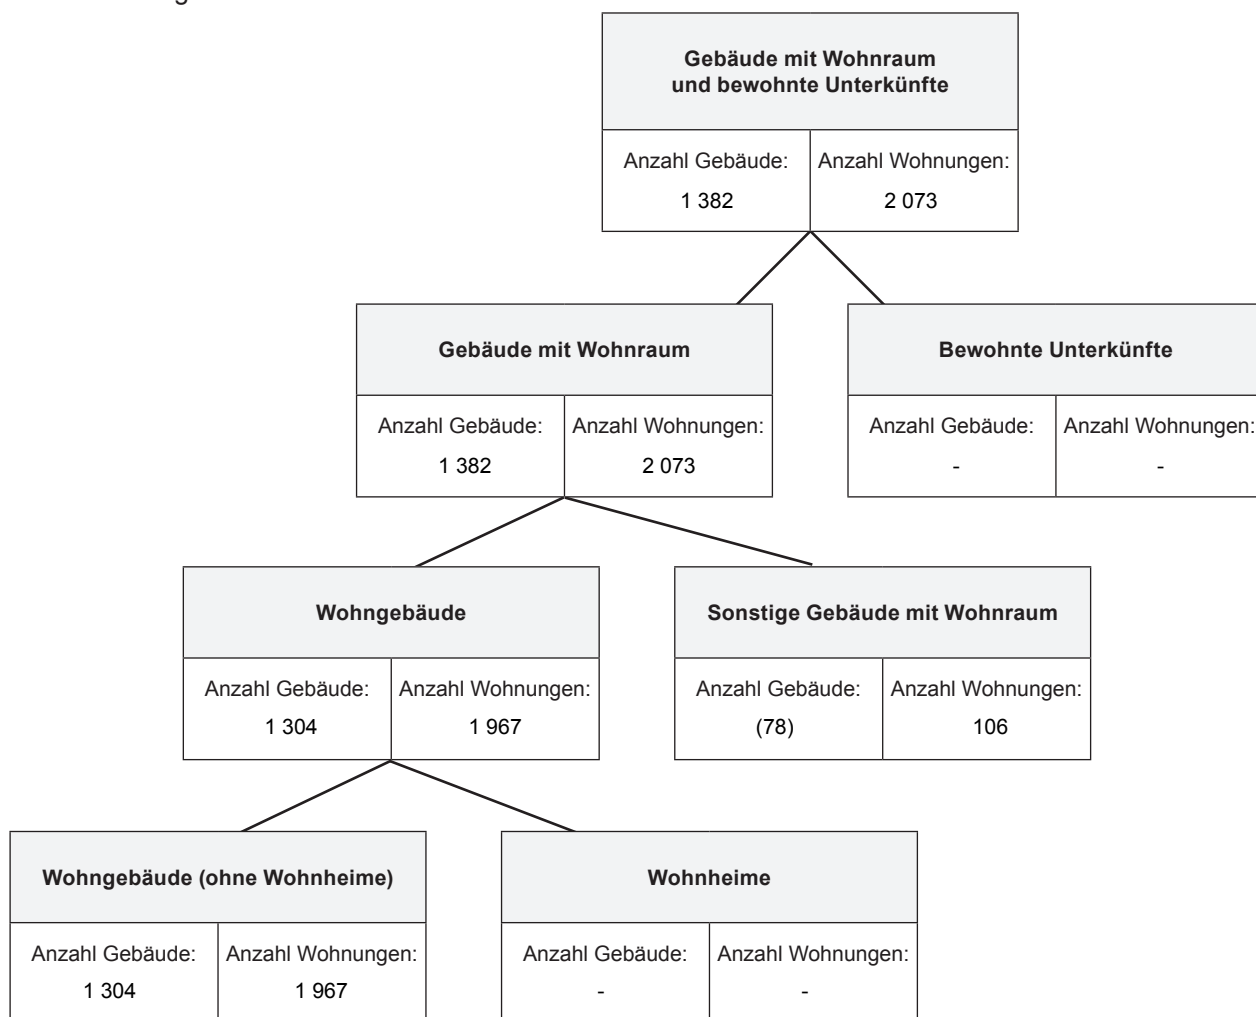 Gebäude mit Wohnraum
und bewohnte Unterkünfte
Anzahl Gebäude: Anzahl Wohnungen:
1 382 2 073
Gebäude mit Wohnraum Bewohnte Unterkünfte
Anzahl Gebäude: Anzahl Wohnungen: Anzahl Gebäude: Anzahl Wohnungen:
1 382 2 073 - -
Wohngebäude Sonstige Gebäude mit Wohnraum
Anzahl Gebäude: Anzahl Wohnungen: Anzahl Gebäude: Anzahl Wohnungen:
1 304 1 967 (78) 106
Wohngebäude (ohne Wohnheime) Wohnheime
Anzahl Gebäude: Anzahl Wohnungen: Anzahl Gebäude: Anzahl Wohnungen:
1 304 1 967 - -